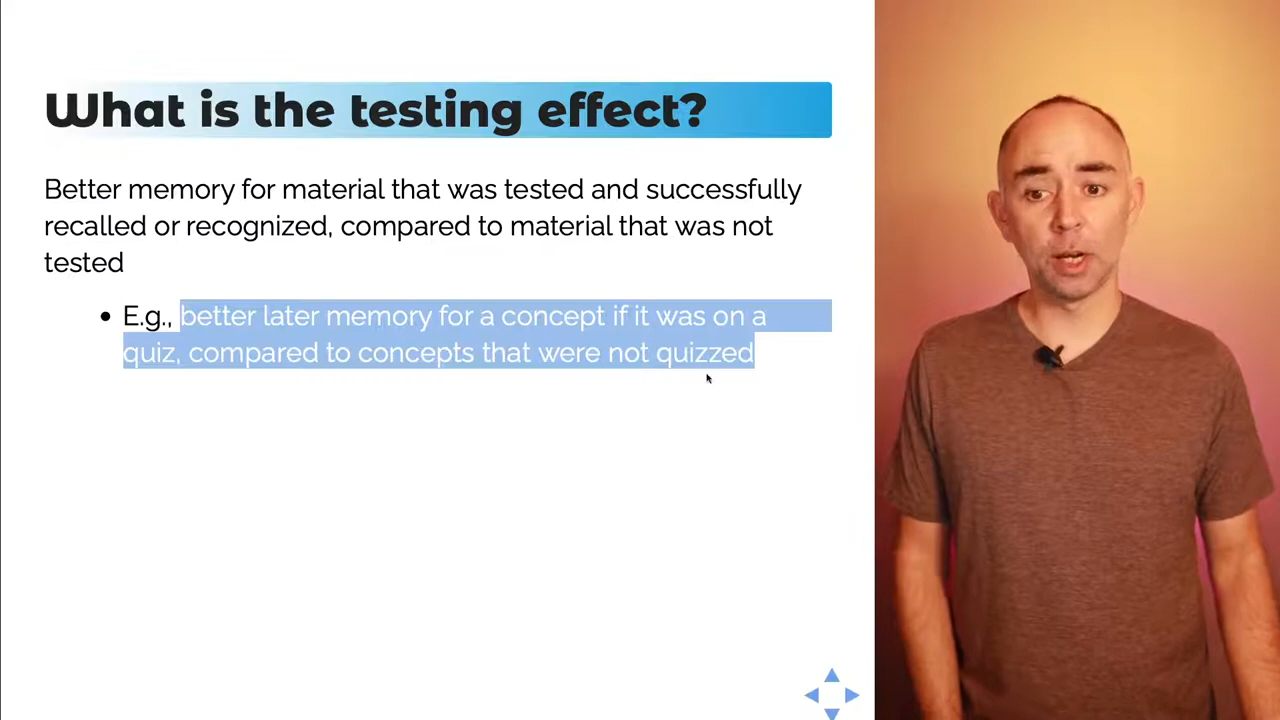 What is the testing effect?
Better memory for material that was tested and successfully
recalled or recognized, compared to material that was not
tested
• E.g., better later memory for a concept if it was on a
quiz, compared to concepts that were not quizzed